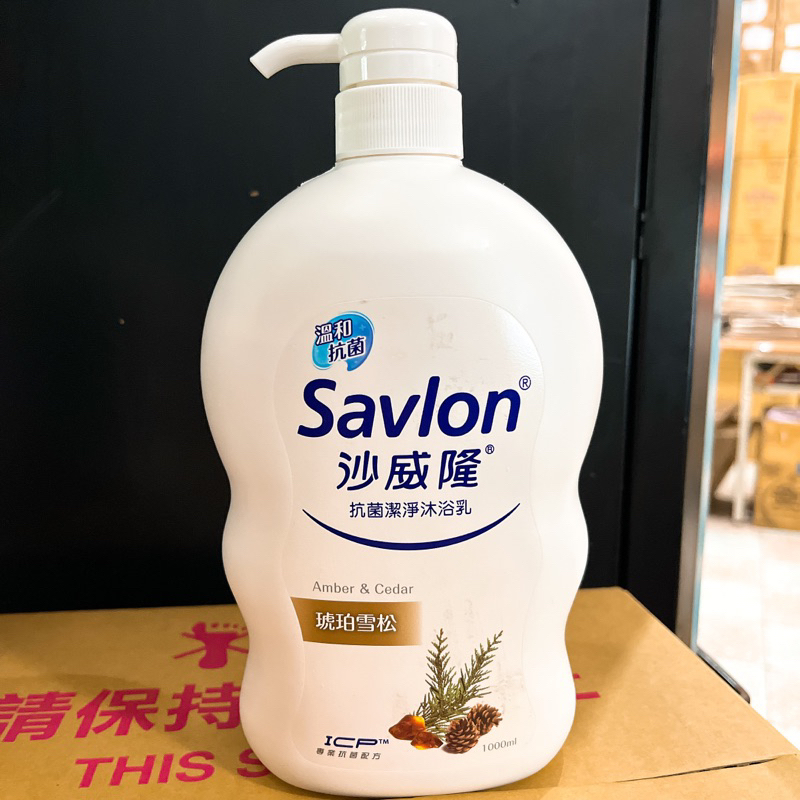 溫和
抗菌
Savlon®
沙威隆®
抗菌潔淨沐浴乳
Amber & Cedar
琥珀雪松
ICP™
專業抗菌配方
1000ml
請保持
THIS S